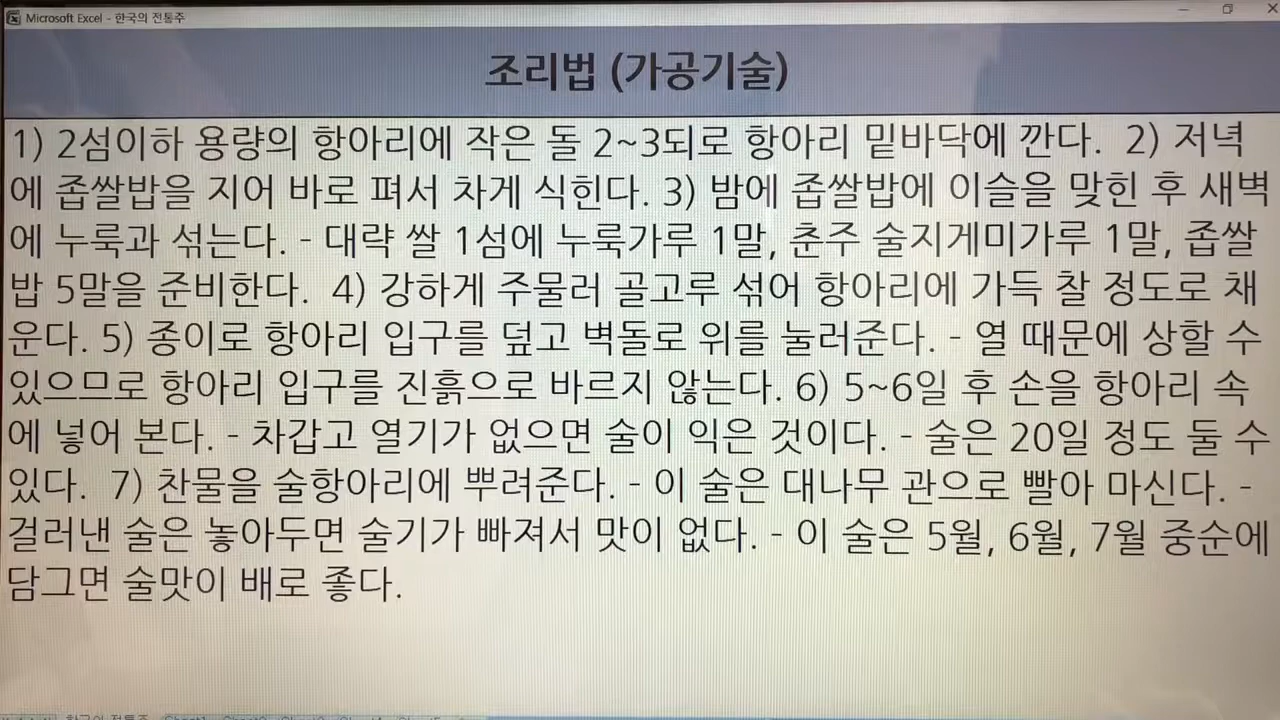 Microsoft Excel - 한국의 전통주
조리법 (가공기술)
1) 2섬이하 용량의 항아리에 작은 돌 2~3되로 항아리 밑바닥에 깐다.  2) 저녁
에 좁쌀밥을 지어 바로 펴서 차게 식힌다. 3) 밤에 좁쌀밥에 이슬을 맞힌 후 새벽
에 누룩과 섞는다. - 대략 쌀 1섬에 누룩가루 1말, 춘주 술지게미가루 1말, 좁쌀
밥 5말을 준비한다.  4) 강하게 주물러 골고루 섞어 항아리에 가득 찰 정도로 채
운다. 5) 종이로 항아리 입구를 덮고 벽돌로 위를 눌러준다. - 열 때문에 상할 수
있으므로 항아리 입구를 진흙으로 바르지 않는다. 6) 5~6일 후 손을 항아리 속
에 넣어 본다. - 차갑고 열기가 없으면 술이 익은 것이다. - 술은 20일 정도 둘 수
있다.  7) 찬물을 술항아리에 뿌려준다. - 이 술은 대나무 관으로 빨아 마신다. -
걸러낸 술은 놓아두면 술기가 빠져서 맛이 없다. - 이 술은 5월, 6월, 7월 중순에
담그면 술맛이 배로 좋다.